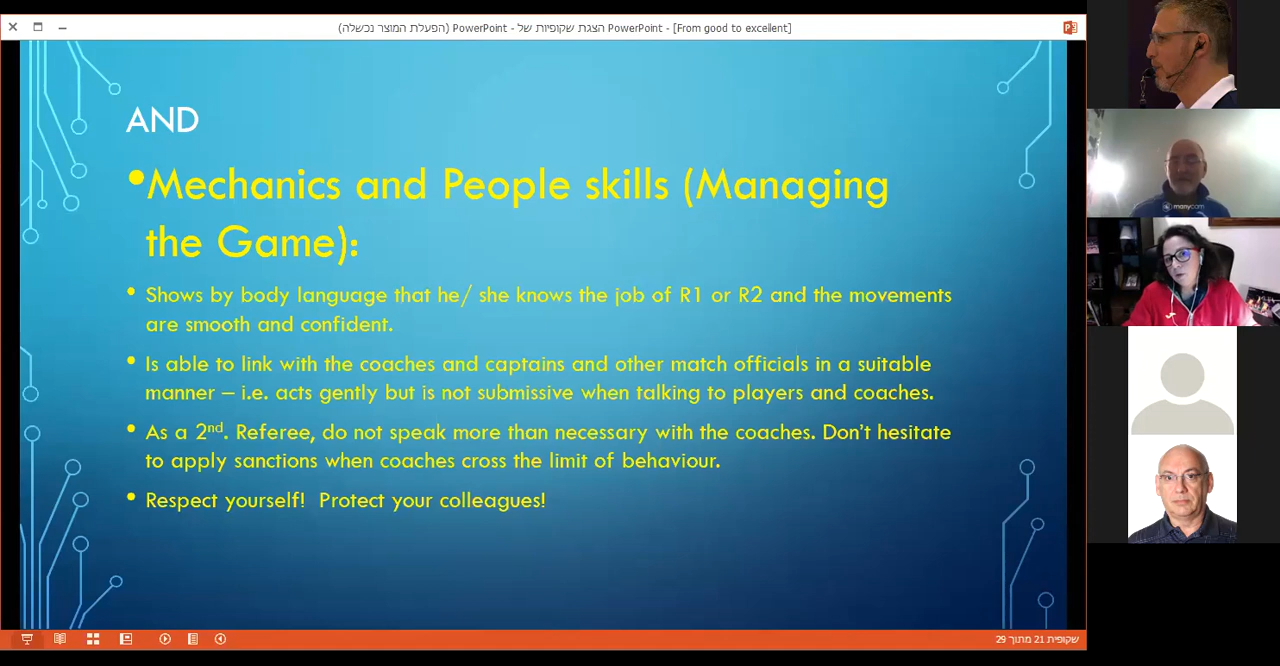 [From good to excellent] - PowerPoint הצגת שקופיות של - PowerPoint (הפעלת המוצר נכשלה)
AND
•Mechanics and People skills (Managing
the Game):
• Shows by body language that he/ she knows the job of R1 or R2 and the movements
are smooth and confident.
• Is able to link with the coaches and captains and other match officials in a suitable
manner – i.e. acts gently but is not submissive when talking to players and coaches.
• As a 2nd. Referee, do not speak more than necessary with the coaches. Don't hesitate
to apply sanctions when coaches cross the limit of behaviour.
• Respect yourself!  Protect your colleagues!
שקופית 21 מתוך 29
manycam